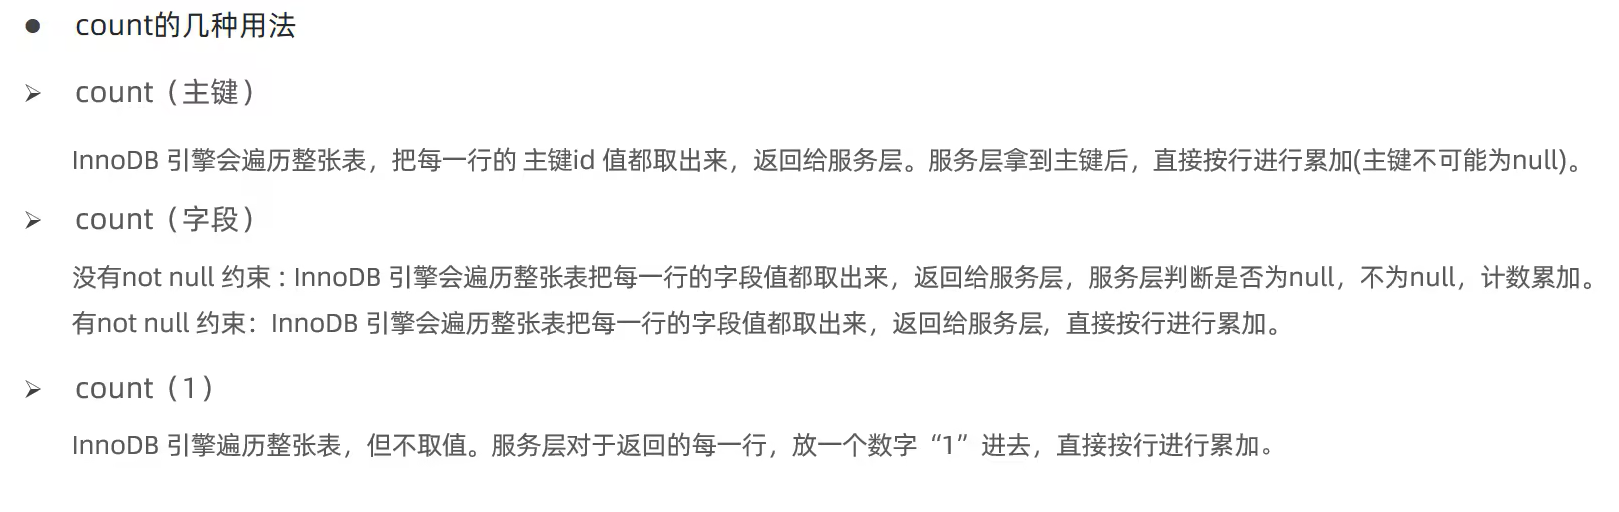 ● count的几种用法
➢ count（主键）
InnoDB 引擎会遍历整张表，把每一行的 主键id 值都取出来，返回给服务层。服务层拿到主键后，直接按行进行累加(主键不可能为null)。
➢ count（字段）
没有not null 约束 : InnoDB 引擎会遍历整张表把每一行的字段值都取出来，返回给服务层，服务层判断是否为null，不为null，计数累加。
有not null 约束：InnoDB 引擎会遍历整张表把每一行的字段值都取出来，返回给服务层，直接按行进行累加。
➢ count（1）
InnoDB 引擎遍历整张表，但不取值。服务层对于返回的每一行，放一个数字“1”进去，直接按行进行累加。